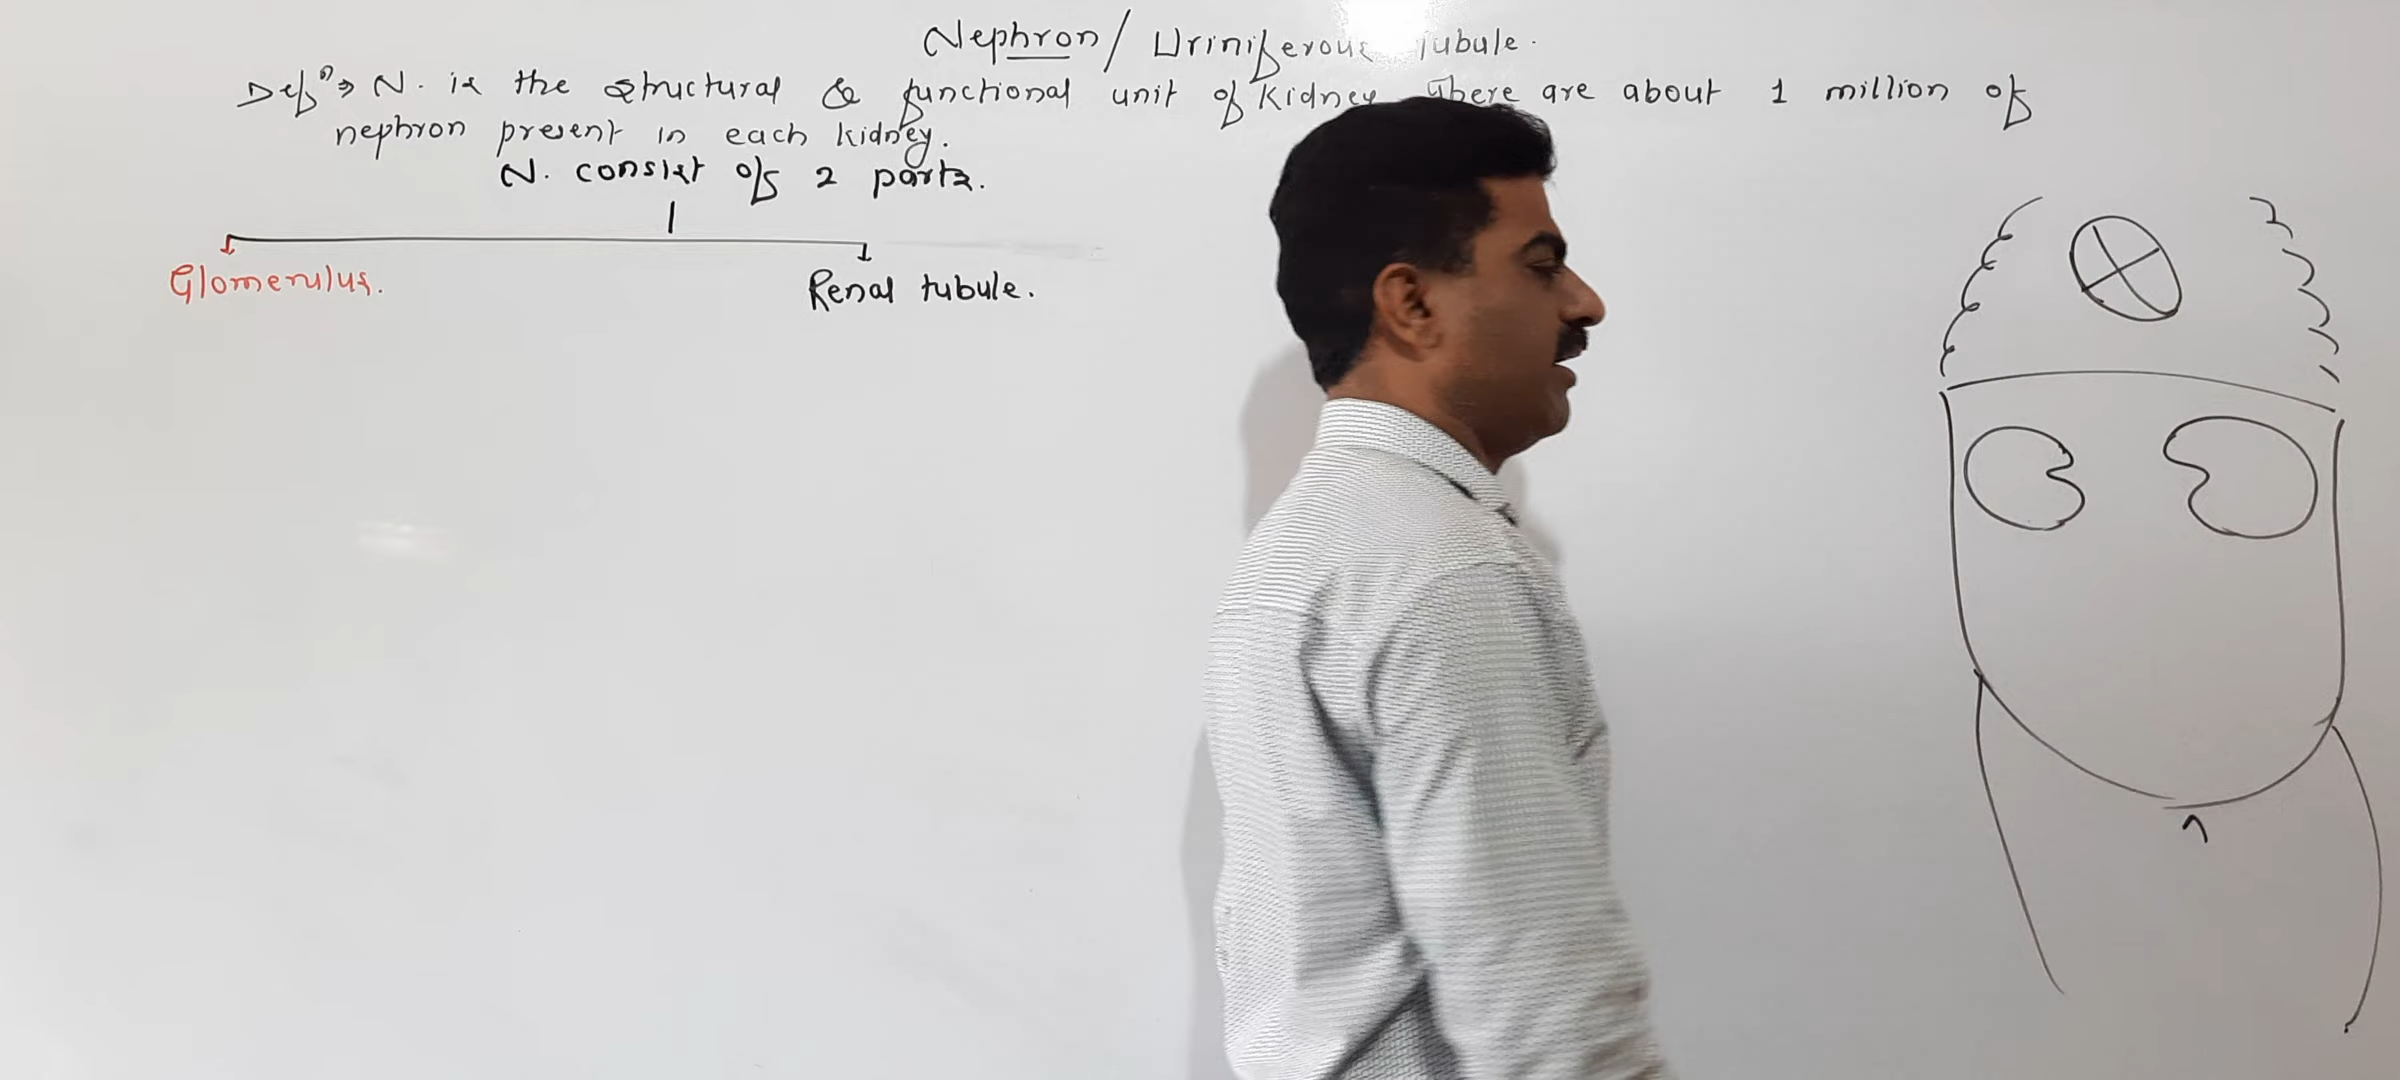 Nephron / Uriniferous Tubule.
Defⁿ → N. is the structural & functional unit of Kidney. There are about 1 million of
nephron present in each kidney.
N. consist of 2 parts.
Glomerulus.
Renal tubule.